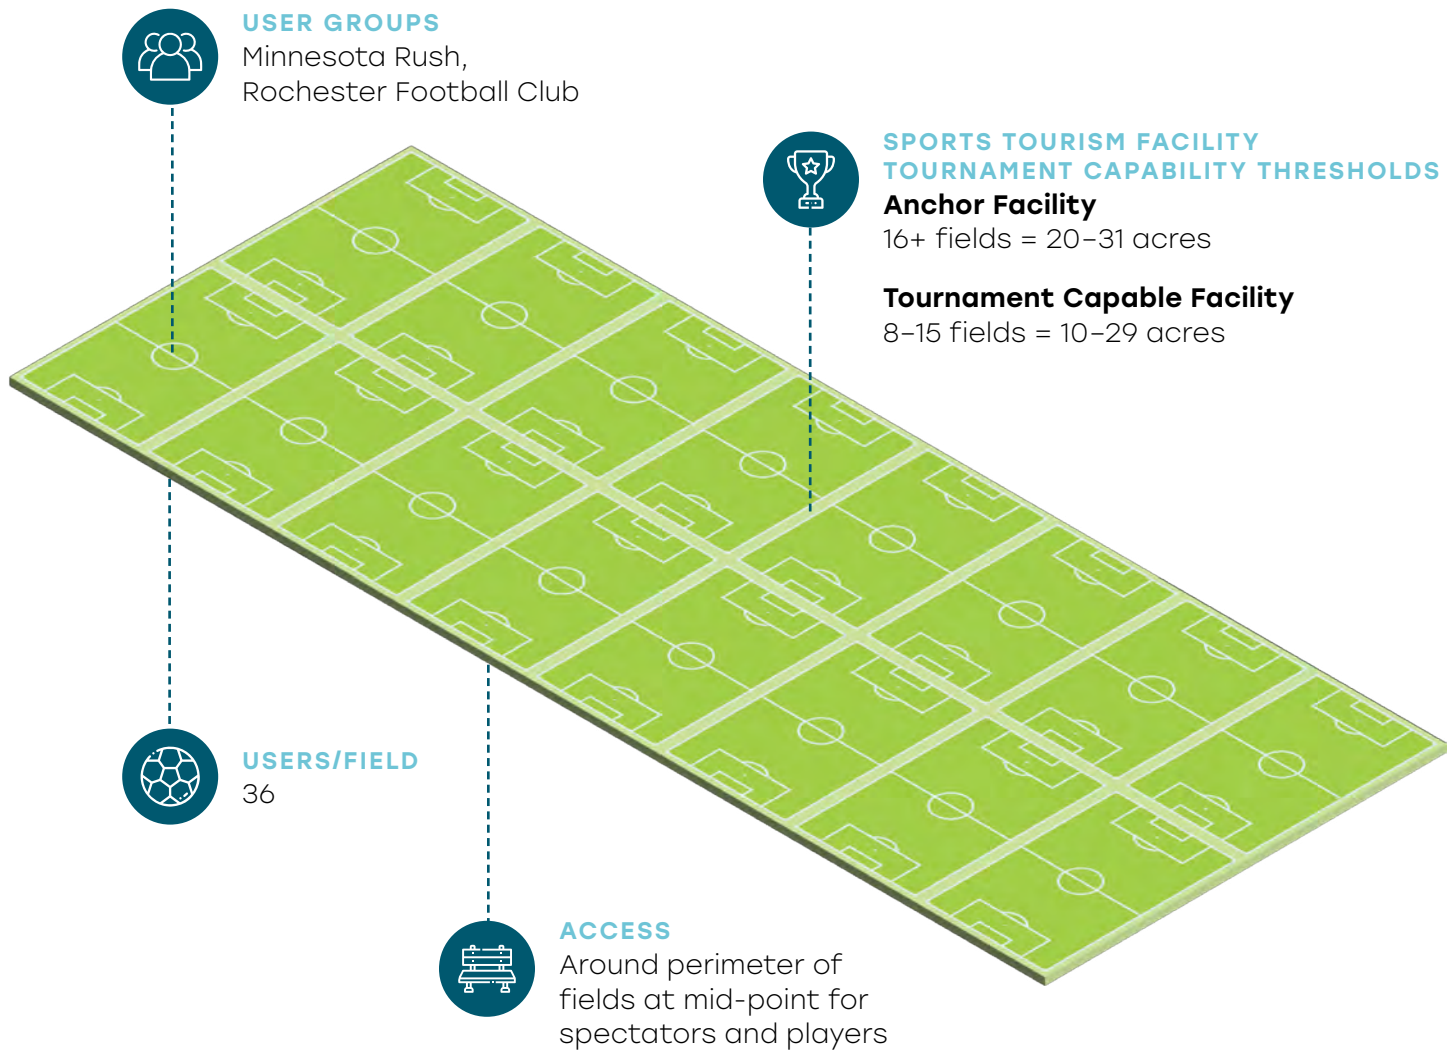 USER GROUPS
Minnesota Rush,
Rochester Football Club
SPORTS TOURISM FACILITY
TOURNAMENT CAPABILITY THRESHOLDS
Anchor Facility
16+ fields = 20–31 acres
Tournament Capable Facility
8–15 fields = 10–29 acres
USERS/FIELD
36
ACCESS
Around perimeter of
fields at mid-point for
spectators and players